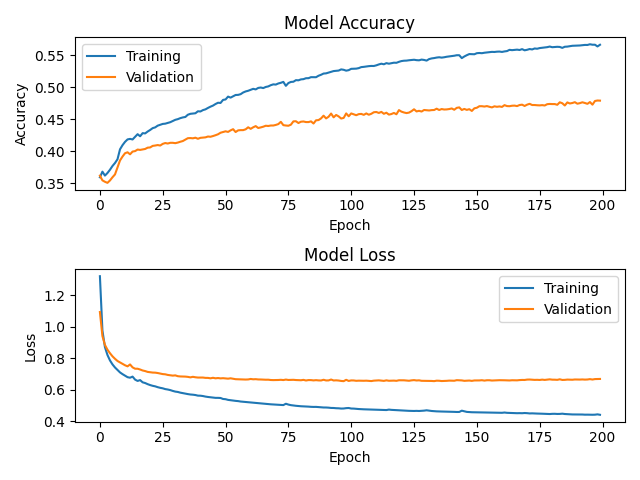 Model Accuracy
0.55
0.50
0.45
0.40
0.35
Accuracy
Training
Validation
0 25 50 75 100 125 150 175 200
Epoch
Model Loss
1.2
1.0
0.8
0.6
0.4
Loss
Training
Validation
0 25 50 75 100 125 150 175 200
Epoch